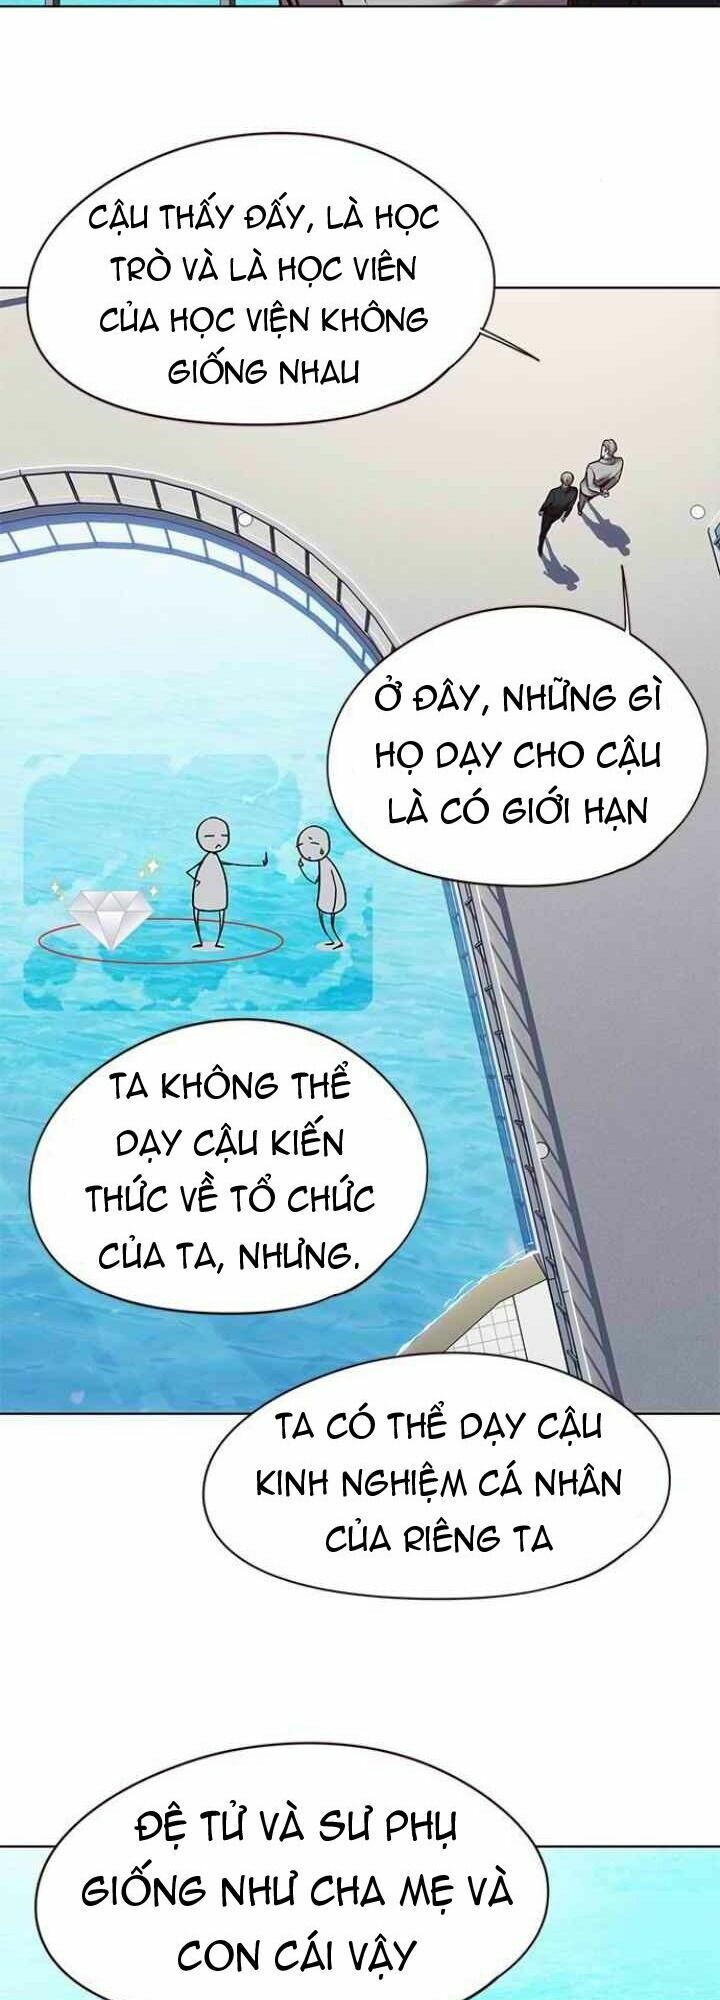 CẬU THẤY ĐẤY, LÀ HỌC
TRÒ VÀ LÀ HỌC VIÊN
CỦA HỌC VIỆN KHÔNG
GIỐNG NHAU
Ở ĐÂY, NHỮNG GÌ
HỌ DẠY CHO CẬU
LÀ CÓ GIỚI HẠN
TA KHÔNG THỂ
DẠY CẬU KIẾN
THỨC VỀ TỔ CHỨC
CỦA TA, NHƯNG.
TA CÓ THỂ DẠY CẬU
KINH NGHIỆM CÁ NHÂN
CỦA RIÊNG TA
ĐỆ TỬ VÀ SƯ PHỤ
GIỐNG NHƯ CHA MẸ VÀ
CON CÁI VẬY